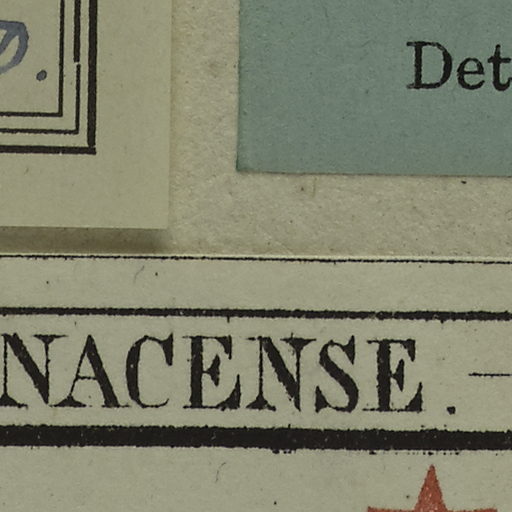 Det
NACENSE. —